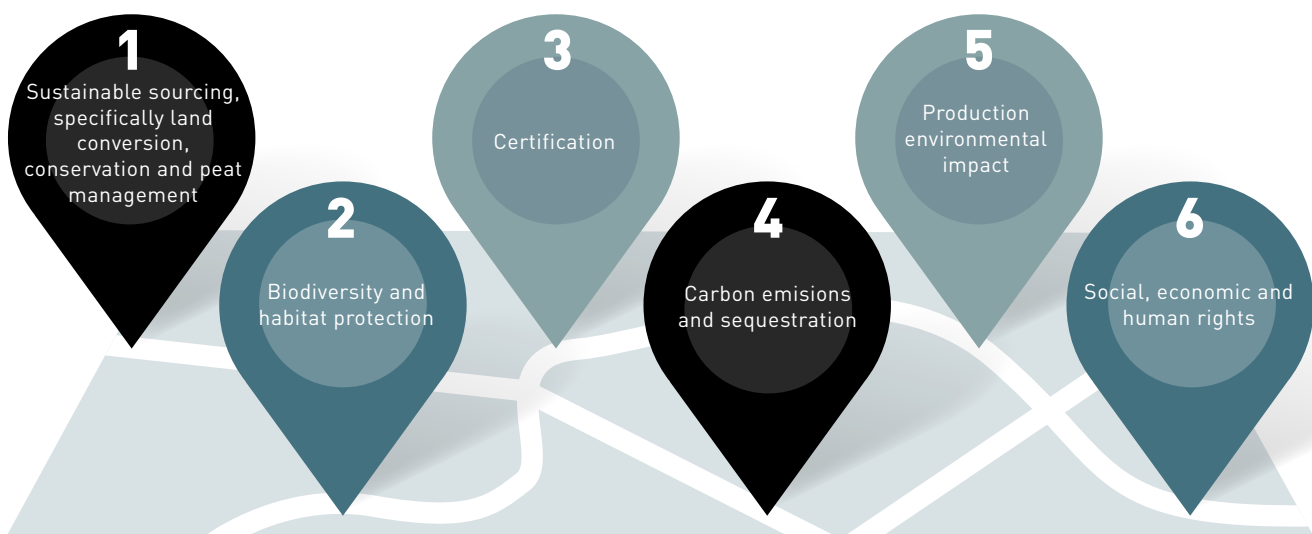 1
Sustainable sourcing,
specifically land
conversion,
conservation and peat
management
2
Biodiversity and
habitat protection
3
Certification
4
Carbon emisions
and sequestration
5
Production
environmental
impact
6
Social, economic and
human rights